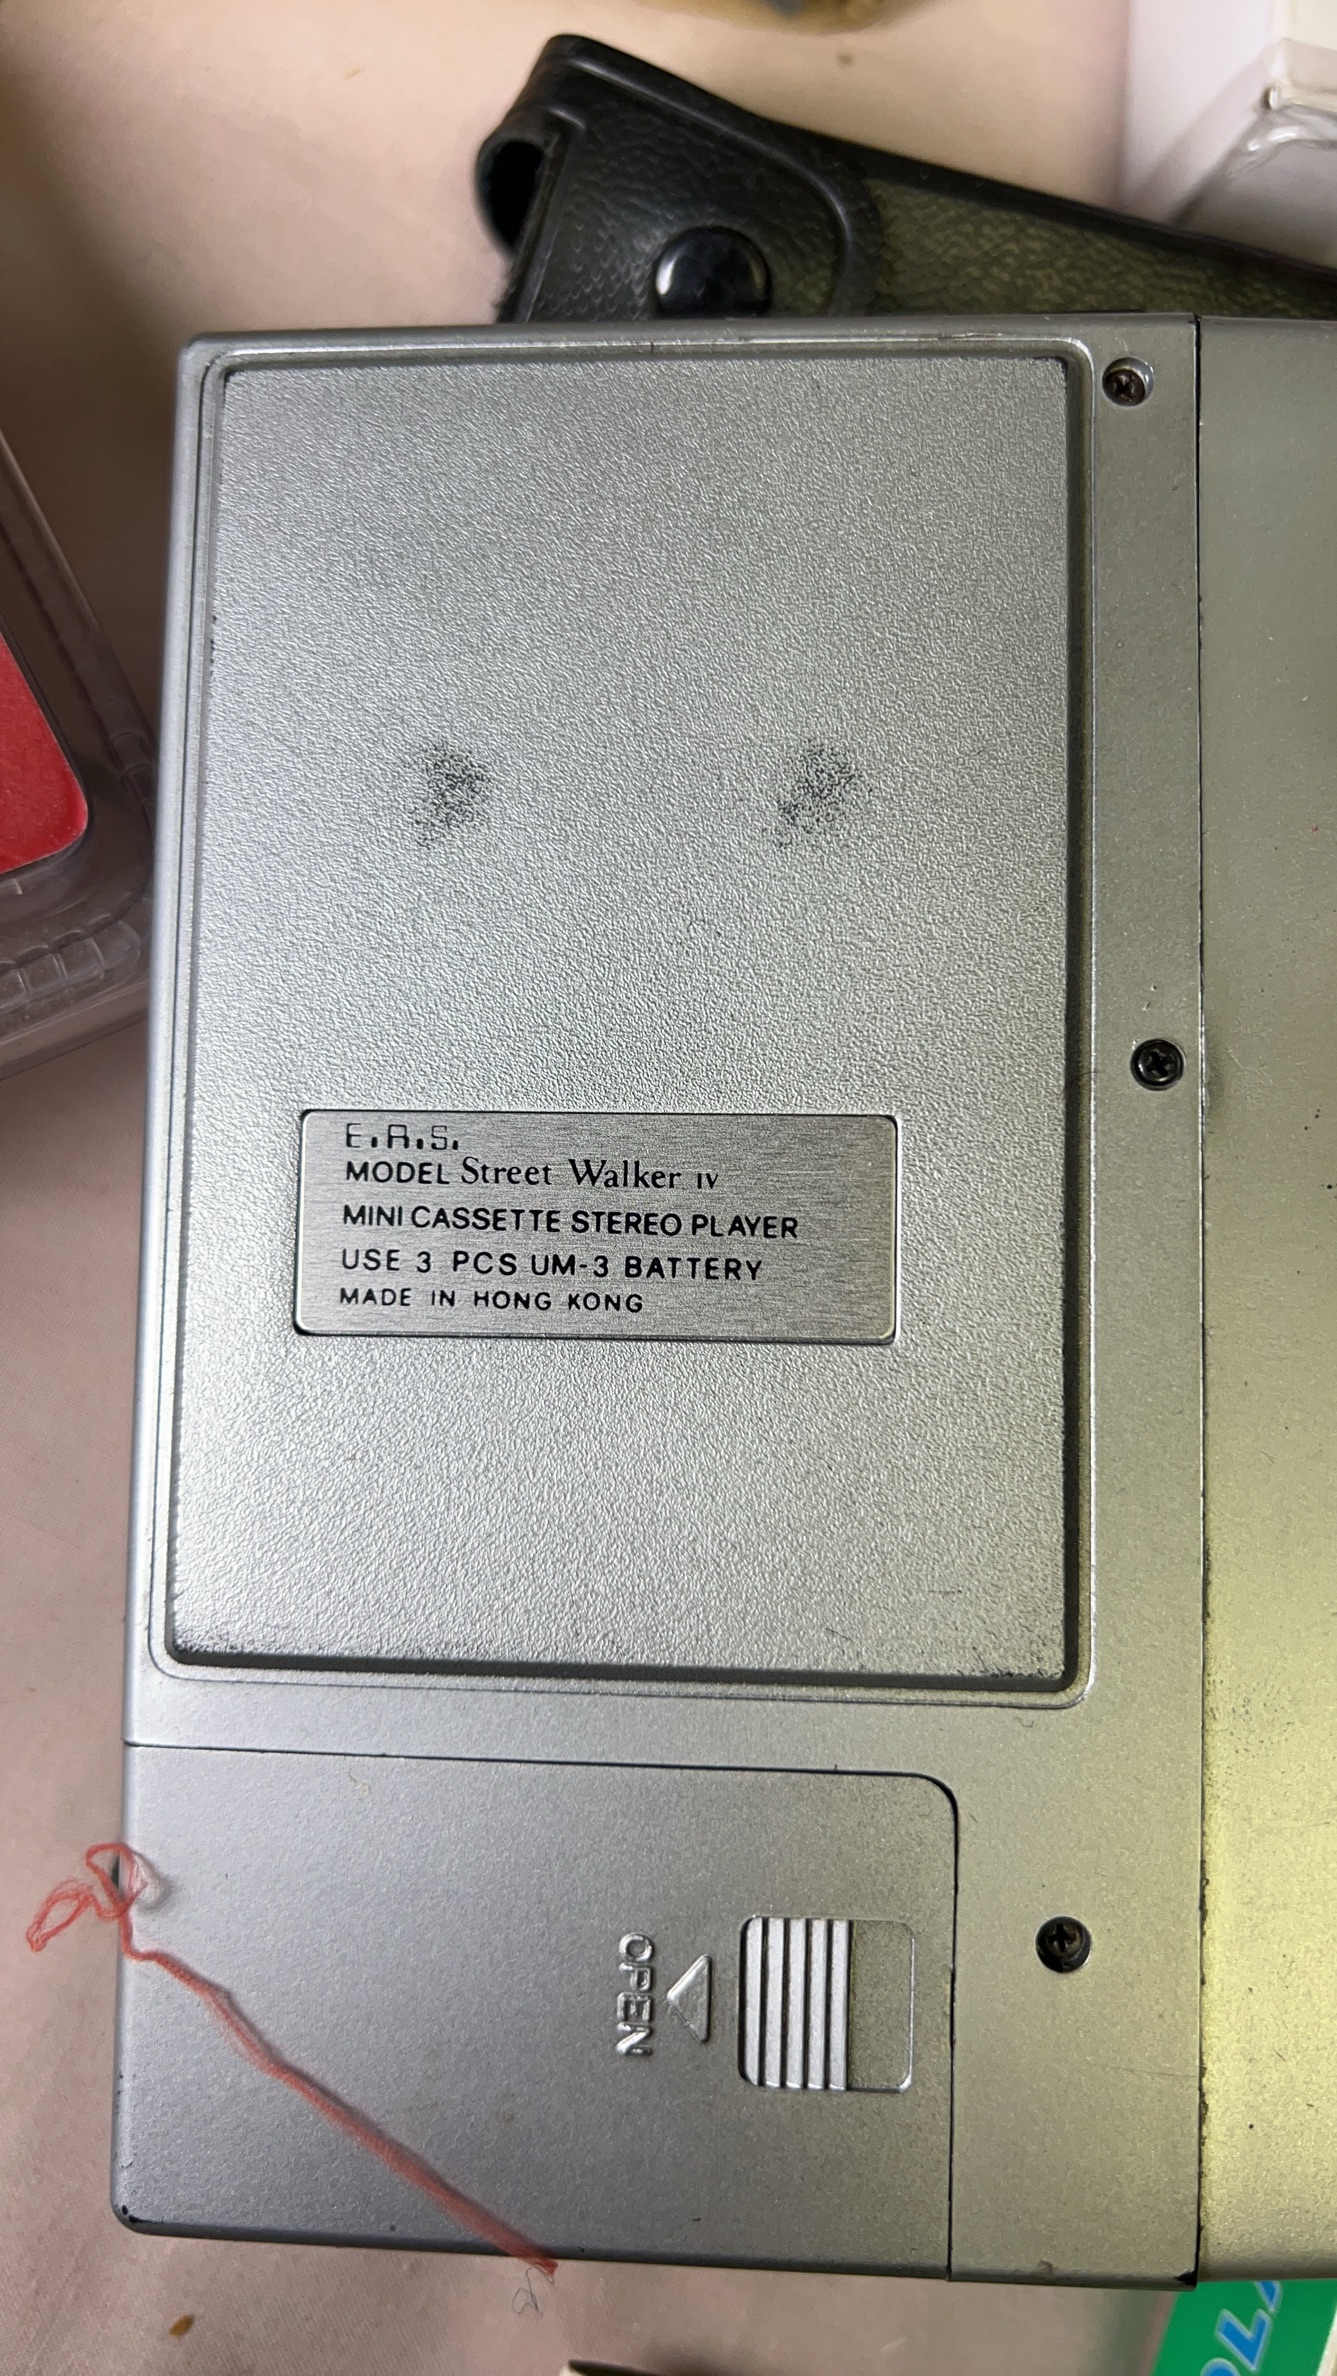 E.A.S.
MODEL Street Walker IV
MINI CASSETTE STEREO PLAYER
USE 3 PCS UM-3 BATTERY
MADE IN HONG KONG
OPEN